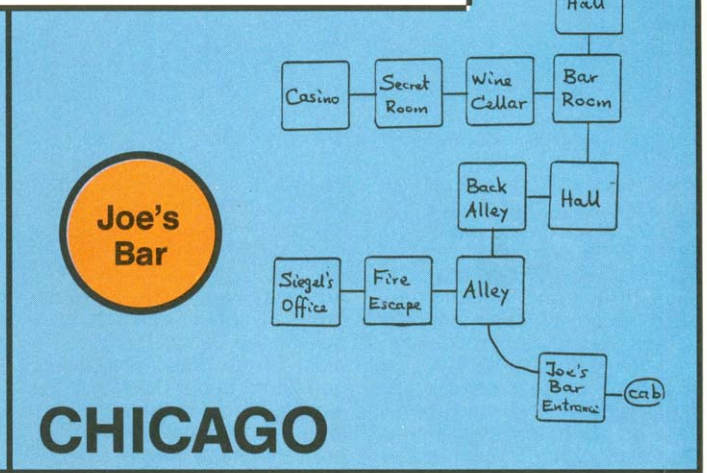 Hall
Casino
Secret
Room
Wine
Cellar
Bar
Room
Joe's
Bar
Back
Alley
Hall
Siegel's
Office
Fire
Escape
Alley
Joe's
Bar
Entrance
cab
CHICAGO